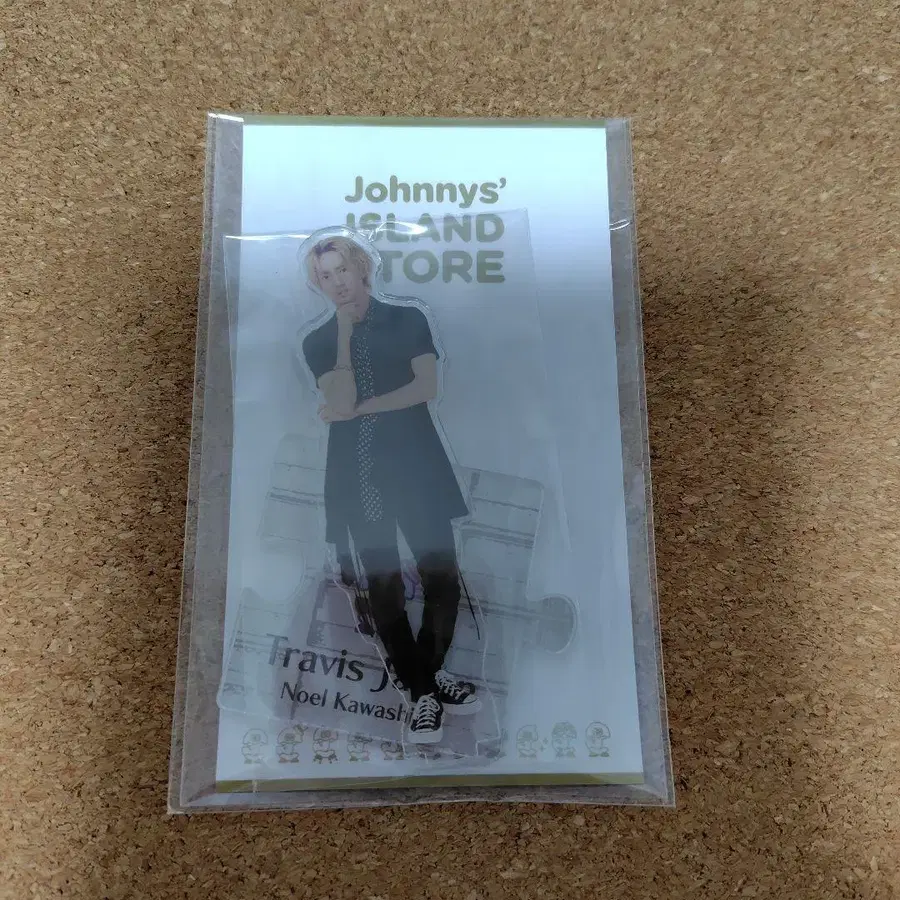 Johnnys’
ISLAND
STORE
Travis
Noel Kawashi